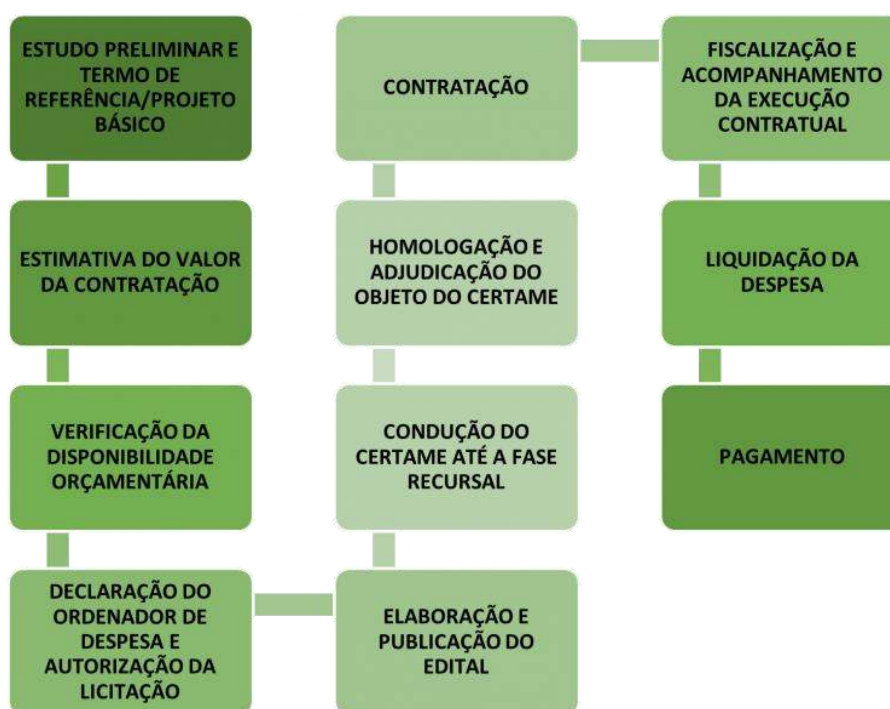 ESTUDO PRELIMINAR E
TERMO DE
REFERÊNCIA/PROJETO
BÁSICO
ESTIMATIVA DO VALOR
DA CONTRATAÇÃO
VERIFICAÇÃO DA
DISPONIBILIDADE
ORÇAMENTÁRIA
DECLARAÇÃO DO
ORDENADOR DE
DESPESA E
AUTORIZAÇÃO DA
LICITAÇÃO
ELABORAÇÃO E
PUBLICAÇÃO DO
EDITAL
CONDUÇÃO DO
CERTAME ATÉ A FASE
RECURSAL
HOMOLOGAÇÃO E
ADJUDICAÇÃO DO
OBJETO DO CERTAME
CONTRATAÇÃO
FISCALIZAÇÃO E
ACOMPANHAMENTO
DA EXECUÇÃO
CONTRATUAL
LIQUIDAÇÃO DA
DESPESA
PAGAMENTO